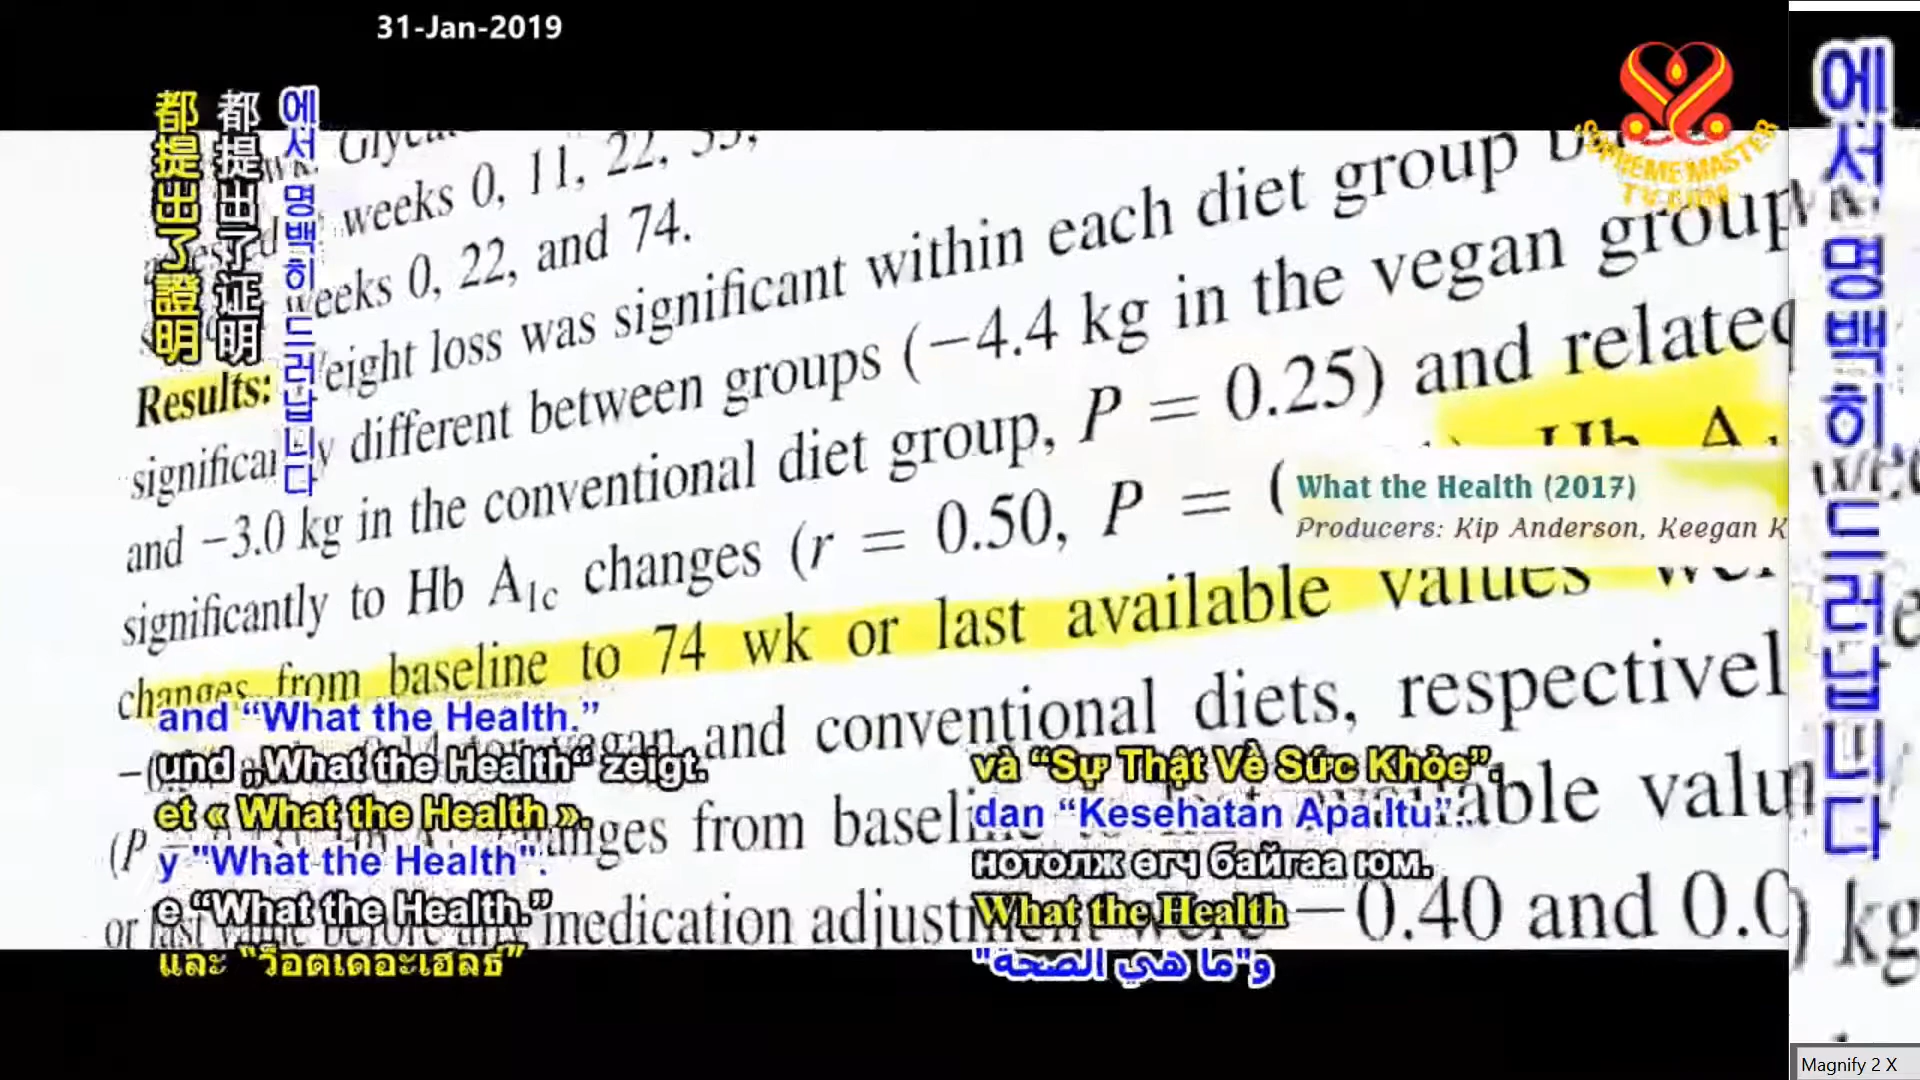 31-Jan-2019
SUPREME MASTER
TV.COM
都提出了證明
都提出了证明
에서 명백히 드러납니다
weeks 0, 11, 22,
weeks 0, 22, and 74.
Results: eight loss was significant within each diet group
different between groups (−4.4 kg in the vegan group
and −3.0 kg in the conventional diet group, P = 0.25) and related
significantly to Hb A1c changes (r = 0.50, P = (
changes from baseline to 74 wk or last available values
and conventional diets, respectivel
from
medication
−0.40 and 0.0
What the Health (2017)
Producers: Kip Anderson, Keegan K
and “What the Health.”
und „What the Health“ zeigt.
et « What the Health ».
y "What the Health".
e “What the Health.”
และ “ว็อตเดอะเฮลธ์”
và “Sự Thật Về Sức Khỏe”.
dan “Kesehatan Apa Itu”.
нотолж өгч байгаа юм.
What the Health
و"ما هي الصحة"
에서 명백히 드러납니다
kg
Magnify 2 X